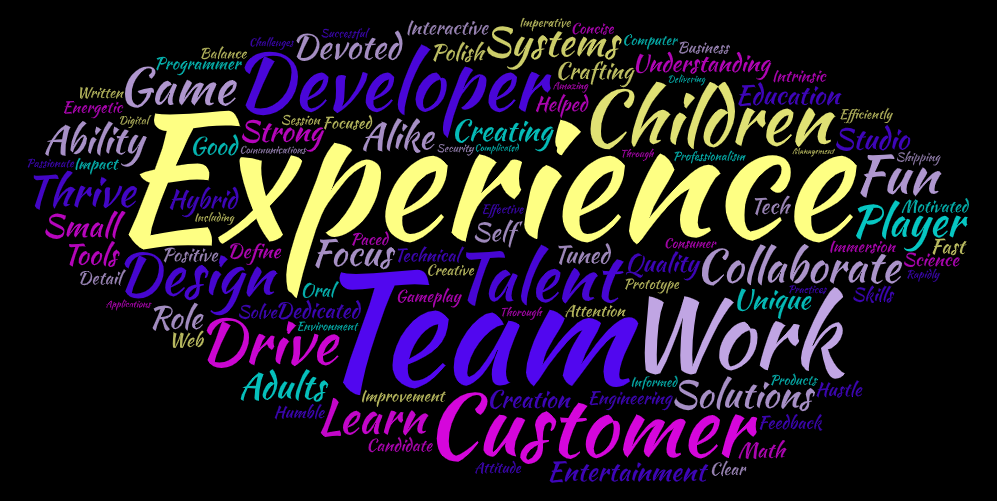 Imperative
Interactive
Concise
Successful
Devoted
Polish
Systems
Computer
Challenges
Business
Balance
Programmer
Developer
Crafting
Understanding
Intrinsic
Delivering
Game
Amazing
Written
Helped
Children
Education
Energetic
Digital
Session
Focused
Efficiently
Ability
Good
Strong
Alike
Creating
Studio
Communications
Security
Complicated
Through
Professionalism
Management
Shipping
Passionate
Impact
Experience
Fun
Thrive
Hybrid
Effective
Tech
Motivated
Player
Including
Small
Self
Paced
Consumer
Immersion
Fast
Tools
Positive
Define
Focus
Technical
Tuned
Quality
Collaborate
Science
Rapidly
Detail
Design
Creative
Talent
Prototype
Practices
Skills
Oral
Gameplay
Unique
Applications
Role
Solve
Dedicated
Team
Thorough
Attention
Work
Environment
Web
Drive
Adults
Informed
Products
Improvement
Creation
Engineering
Solutions
Hustle
Humble
Learn
Customer
Feedback
Candidate
Math
Attitude
Entertainment
Clear